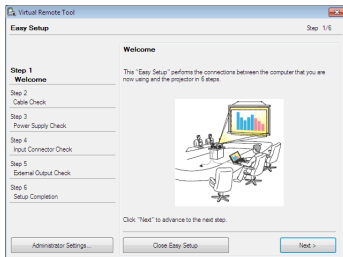 Virtual Remote Tool
Easy Setup
Step 1/6
Step 1
Welcome
Step 2
Cable Check
Step 3
Power Supply Check
Step 4
Input Connector Check
Step 5
External Output Check
Step 6
Setup Completion
Welcome
This "Easy Setup" performs the connections between the computer that you are
now using and the projector in 6 steps.
Click "Next" to advance to the next step.
Administrator Settings...
Close Easy Setup
Next >